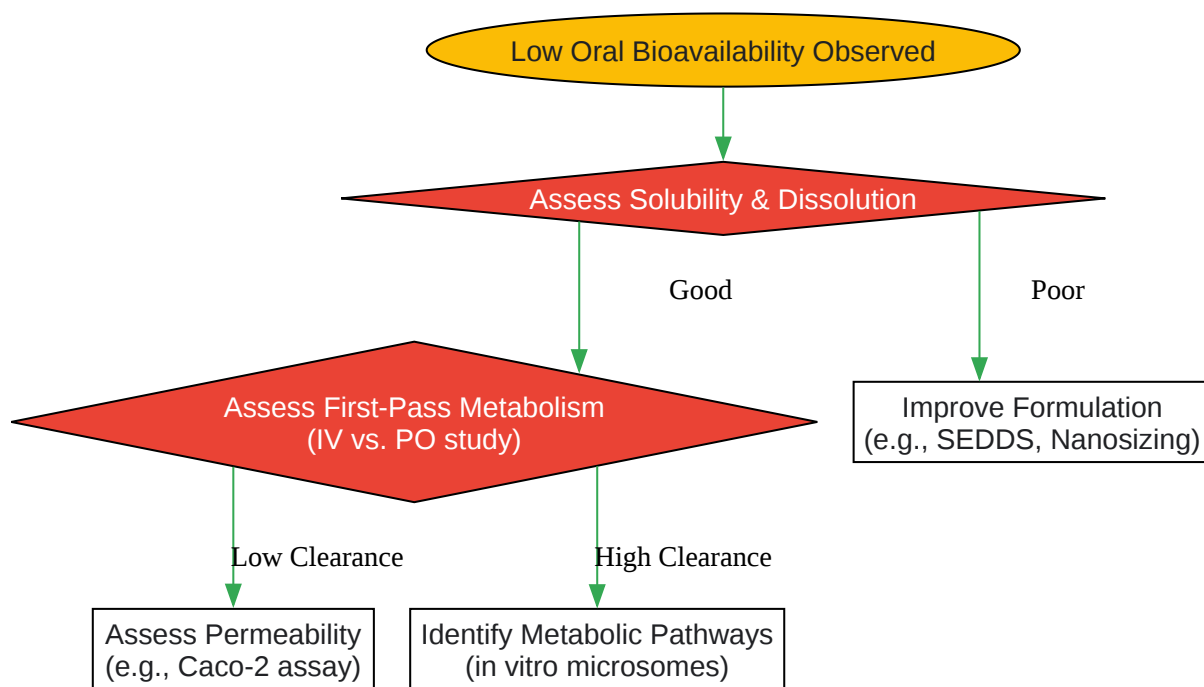 Low Oral Bioavailability Observed
Assess Solubility & Dissolution
Good
Poor
Assess First-Pass Metabolism
(IV vs. PO study)
Improve Formulation
(e.g., SEDDS, Nanosizing)
Low Clearance
High Clearance
Assess Permeability
(e.g., Caco-2 assay)
Identify Metabolic Pathways
(in vitro microsomes)